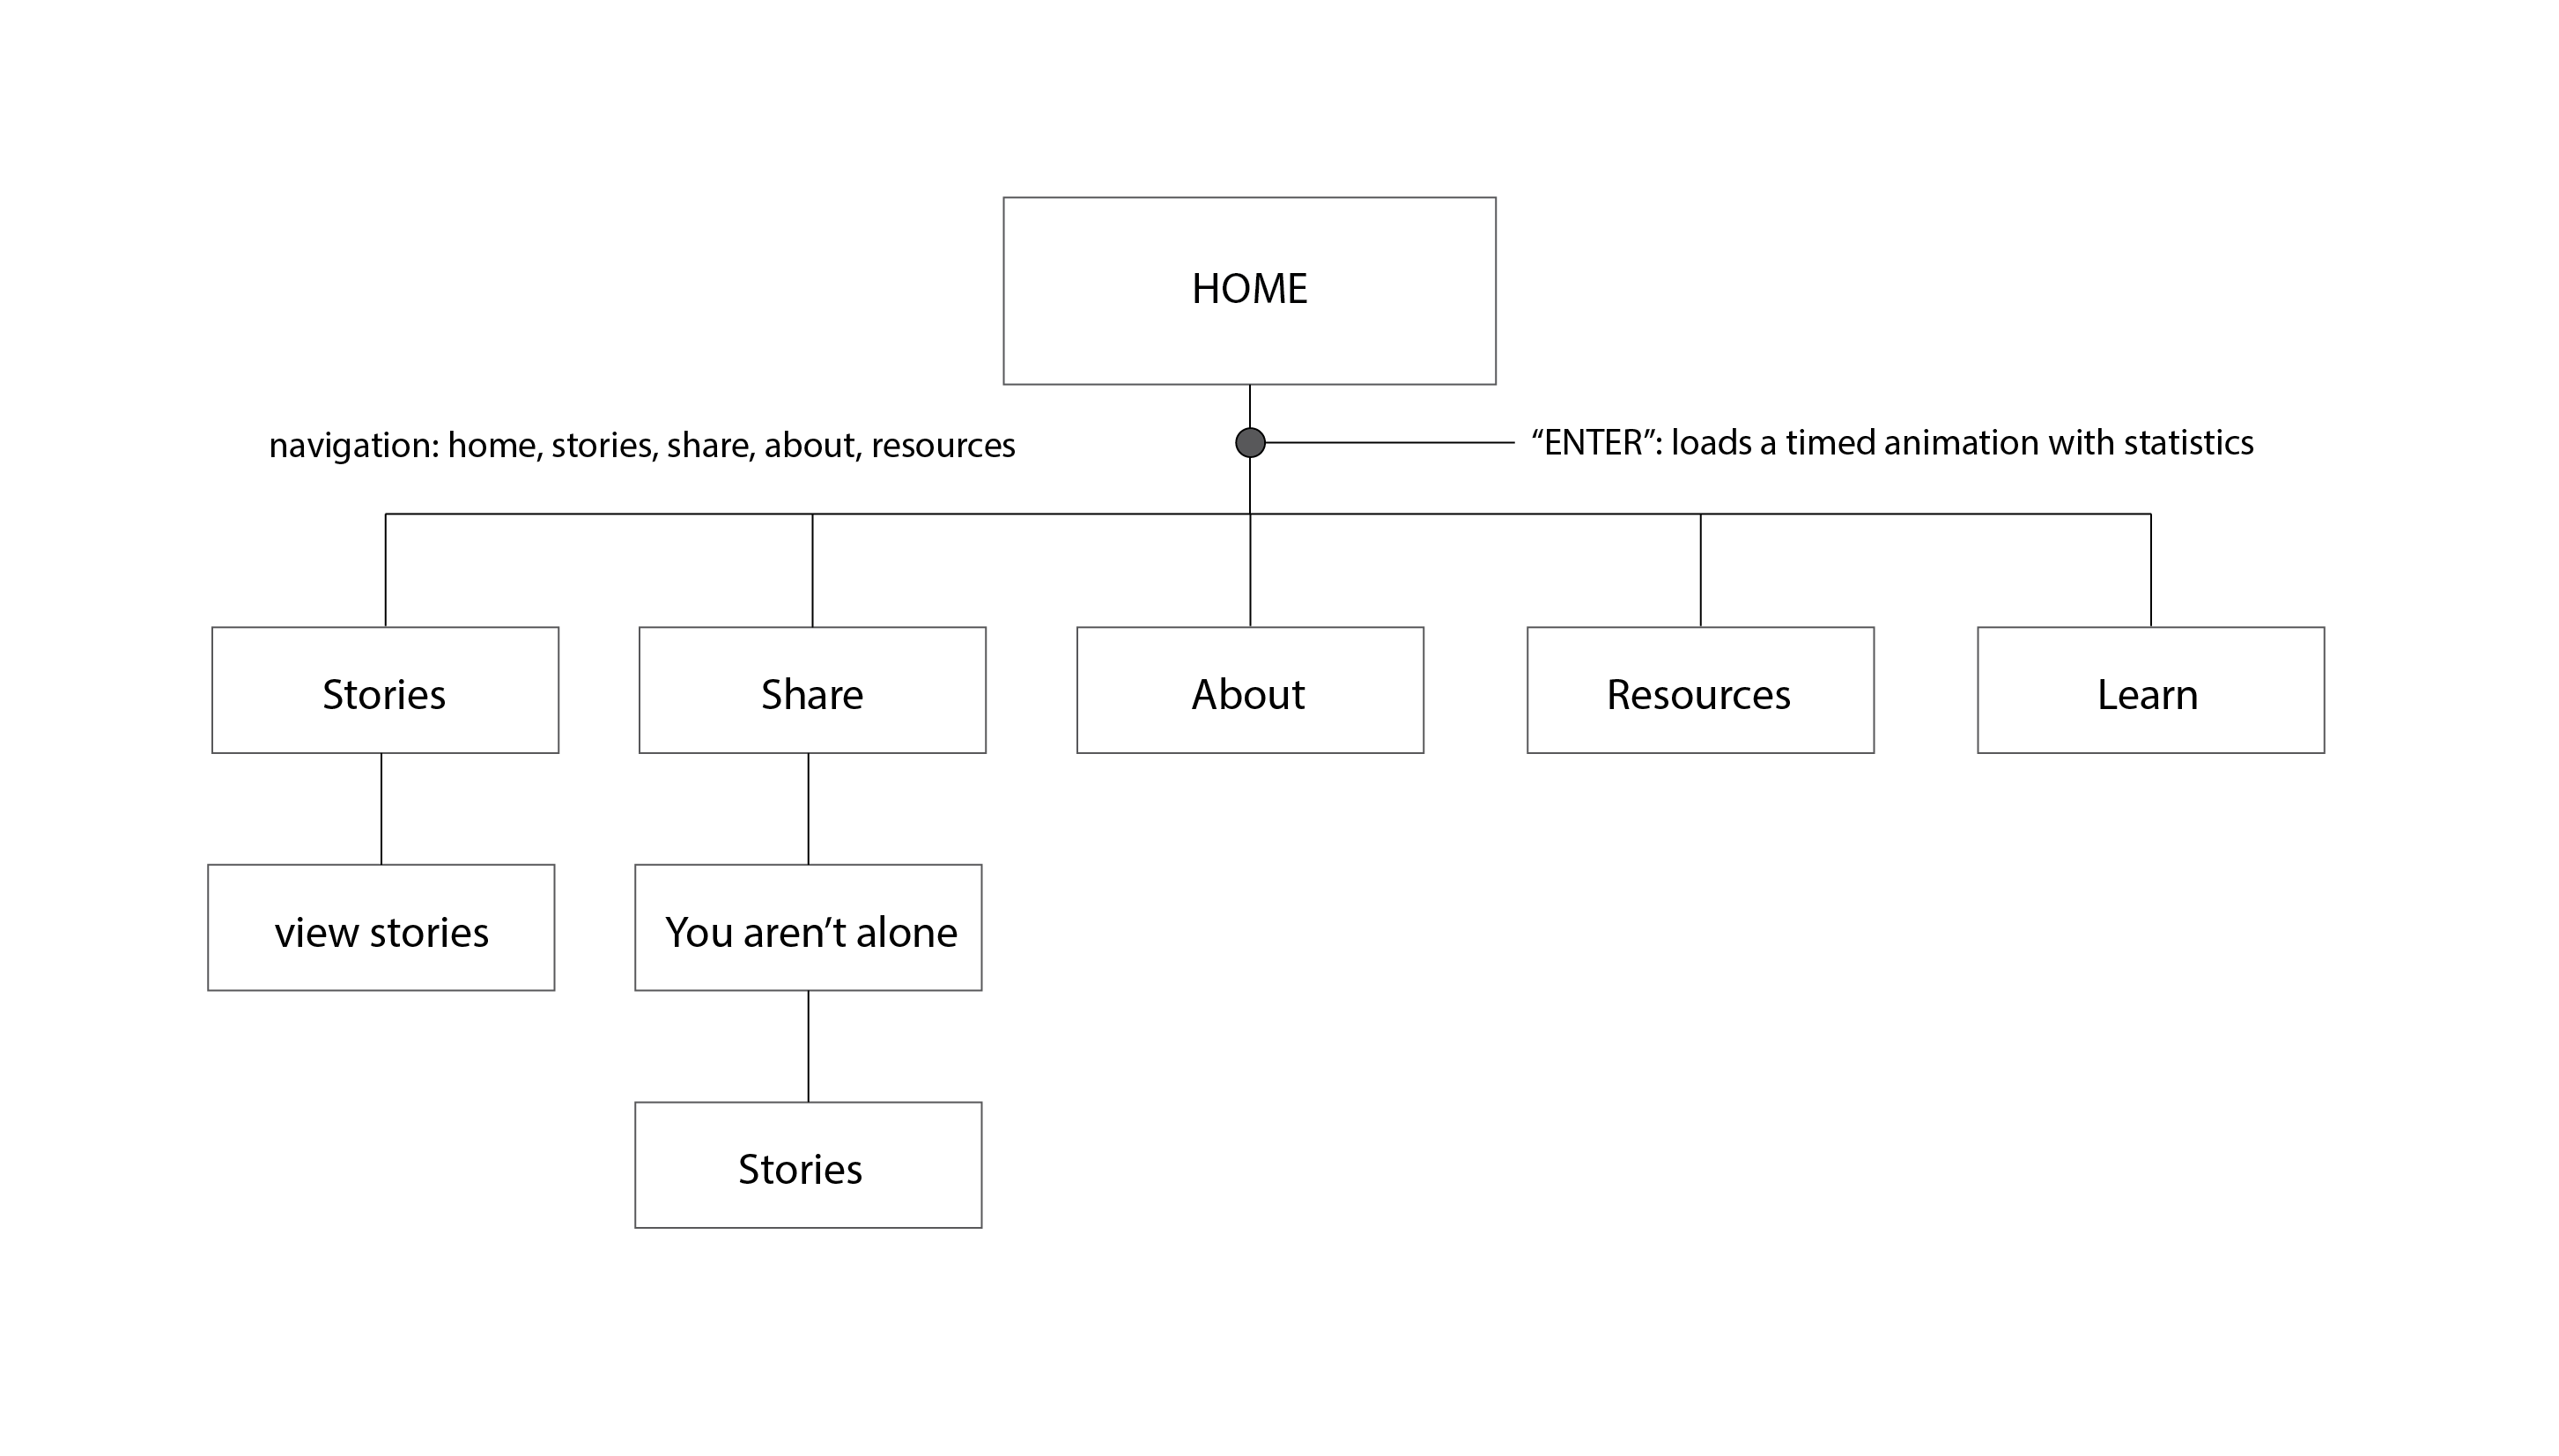 HOME
navigation: home, stories, share, about, resources
“ENTER”: loads a timed animation with statistics
Stories
Share
About
Resources
Learn
view stories
You aren’t alone
Stories